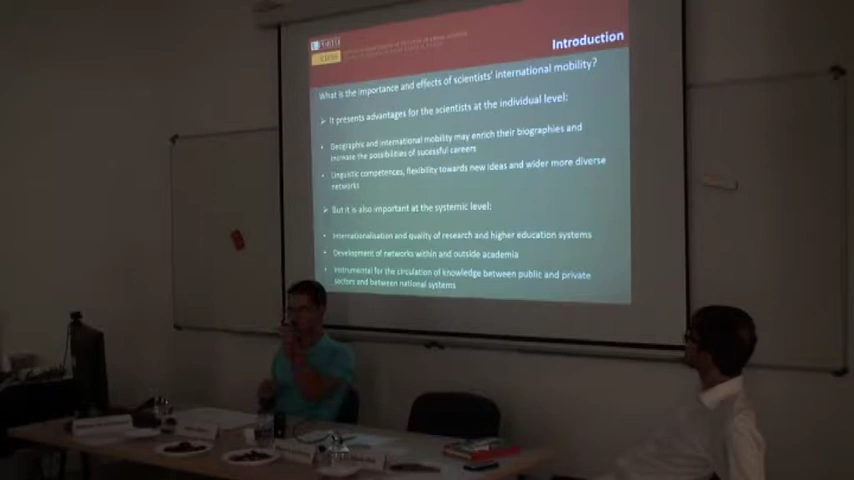 Introduction
What is the importance and effects of scientists' international mobility?
➢ It presents advantages for the scientists at the individual level:
• Geographic and international mobility may enrich their biographies and
increase the possibilities of sucessful careers
• Linguistic competences, flexibility towards new ideas and wider more diverse
networks
➢ But it is also important at the systemic level:
• Internationalisation and quality of research and higher education systems
• Development of networks within and outside academia
• Instrumental for the circulation of knowledge between public and private
sectors and between national systems